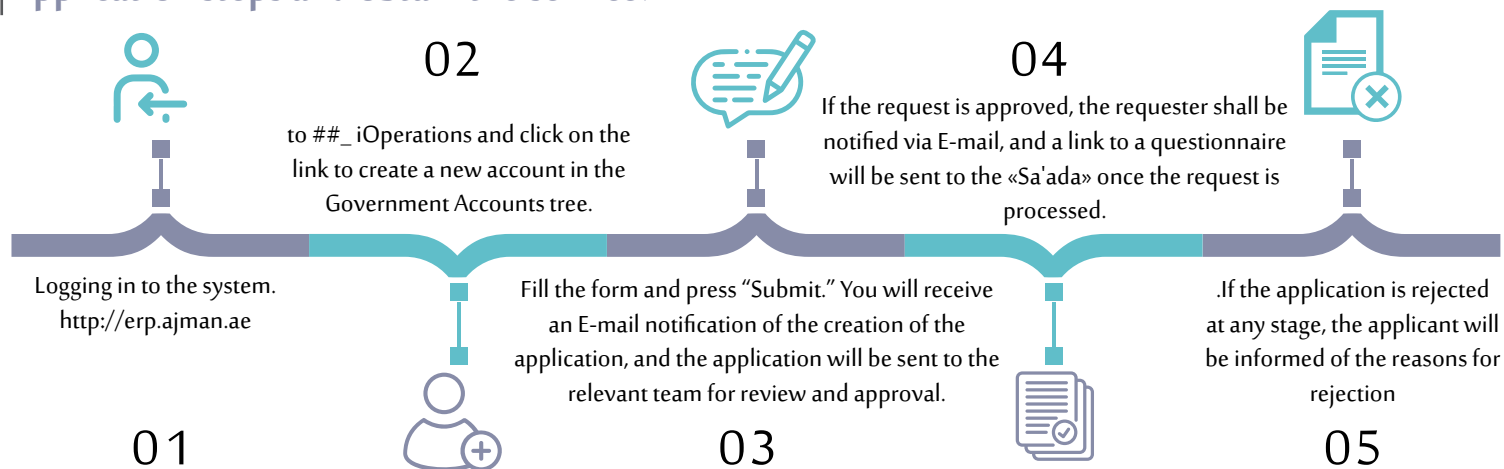 01
Logging in to the system.
http://erp.ajman.ae
02
to ##_ iOperations and click on the
link to create a new account in the
Government Accounts tree.
03
Fill the form and press “Submit.” You will receive
an E-mail notification of the creation of the
application, and the application will be sent to the
relevant team for review and approval.
04
If the request is approved, the requester shall be
notified via E-mail, and a link to a questionnaire
will be sent to the «Sa'ada» once the request is
processed.
05
.If the application is rejected
at any stage, the applicant will
be informed of the reasons for
rejection